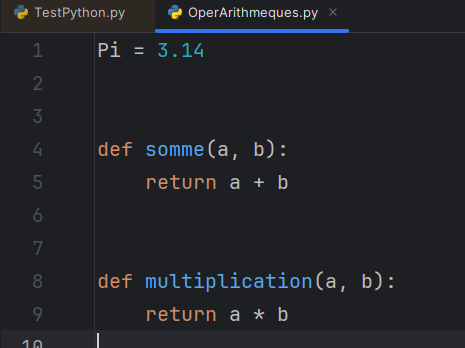 TestPython.py OperArithmeques.py ×
1 Pi = 3.14
2
3
4 def somme(a, b):
5     return a + b
6
7
8 def multiplication(a, b):
9     return a * b
10